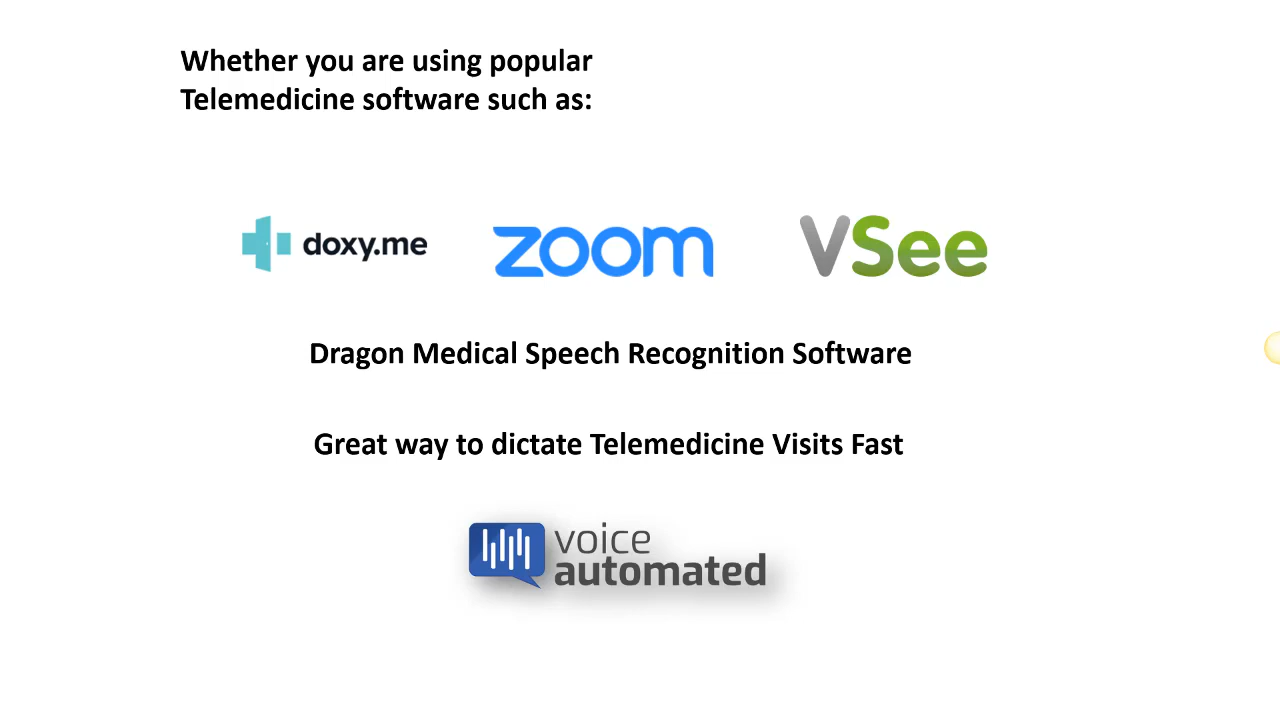 Whether you are using popular
Telemedicine software such as:
doxy.me zoom VSee
Dragon Medical Speech Recognition Software
Great way to dictate Telemedicine Visits Fast
voice
automated